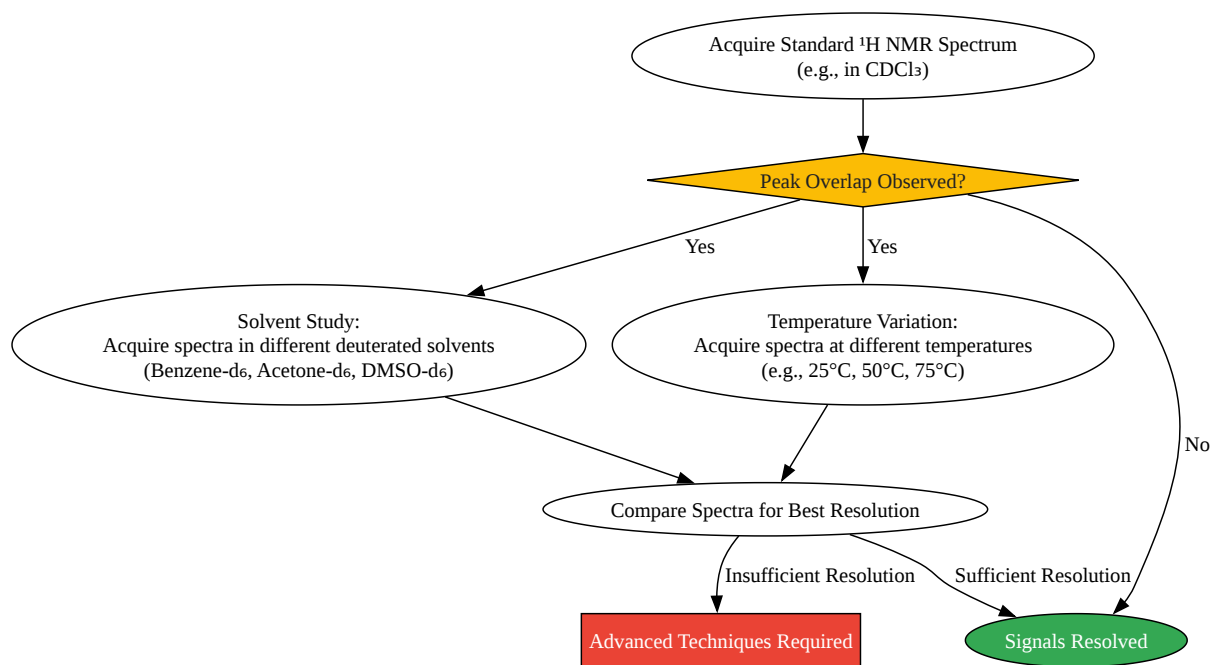 Acquire Standard ¹H NMR Spectrum
(e.g., in CDCl₃)
Peak Overlap Observed?
Yes
Yes
Solvent Study:
Acquire spectra in different deuterated solvents
(Benzene-d₆, Acetone-d₆, DMSO-d₆)
Temperature Variation:
Acquire spectra at different temperatures
(e.g., 25°C, 50°C, 75°C)
No
Compare Spectra for Best Resolution
Insufficient Resolution
Sufficient Resolution
Advanced Techniques Required
Signals Resolved